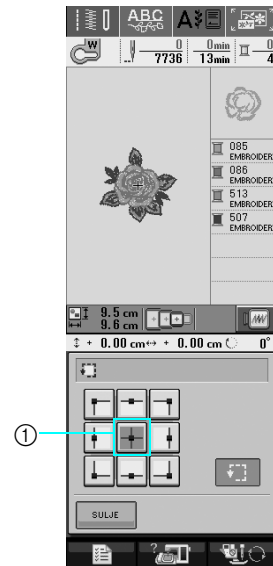 ABC A
W 0 0min 0
7736 13min 4
085
EMBROIDER
086
EMBROIDER
513
EMBROIDER
507
EMBROIDER
9.5 cm
9.6 cm
+ 0.00 cm + 0.00 cm 0°
①
SULJE
?